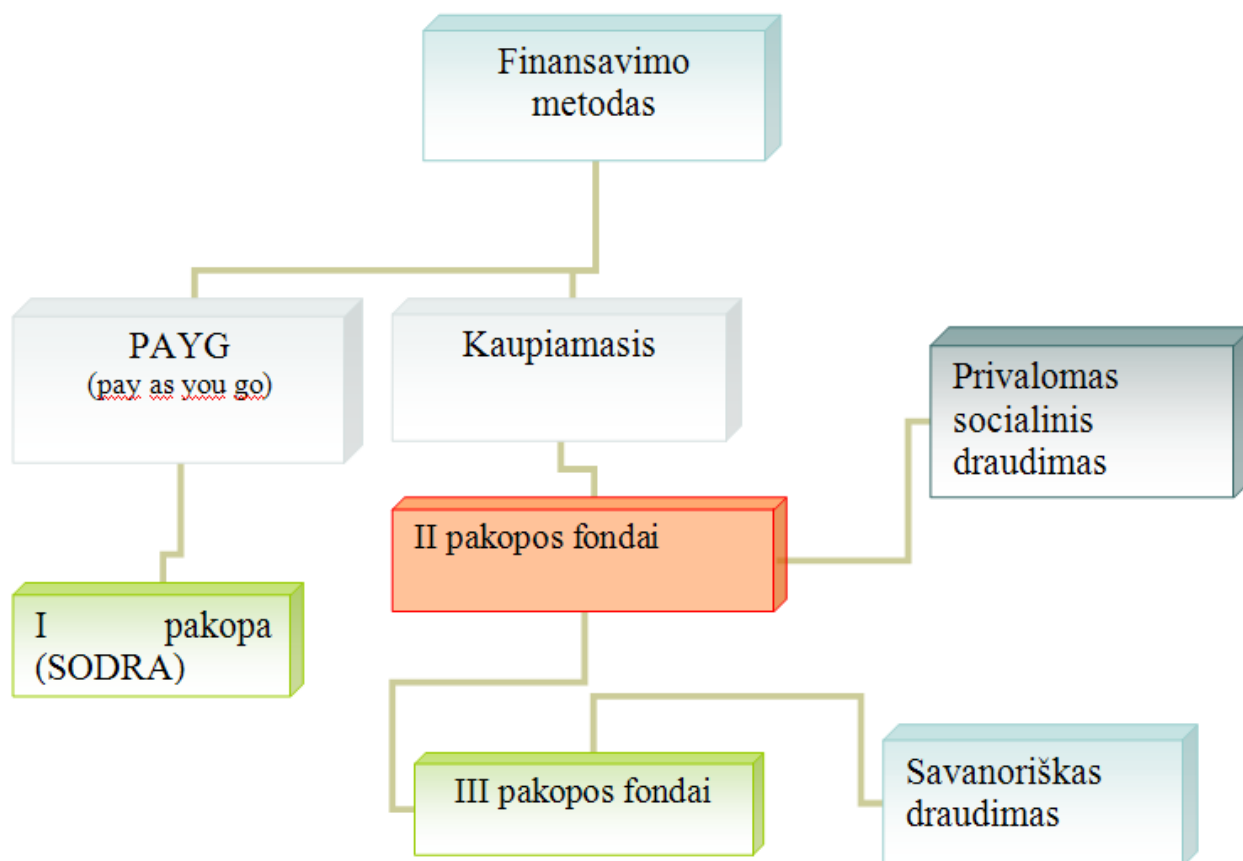 Finansavimo
metodas
PAYG
(pay as you go)
Kaupiamasis
Privalomas
socialinis
draudimas
II pakopos fondai
I pakopa
(SODRA)
III pakopos fondai
Savanoriškas
draudimas